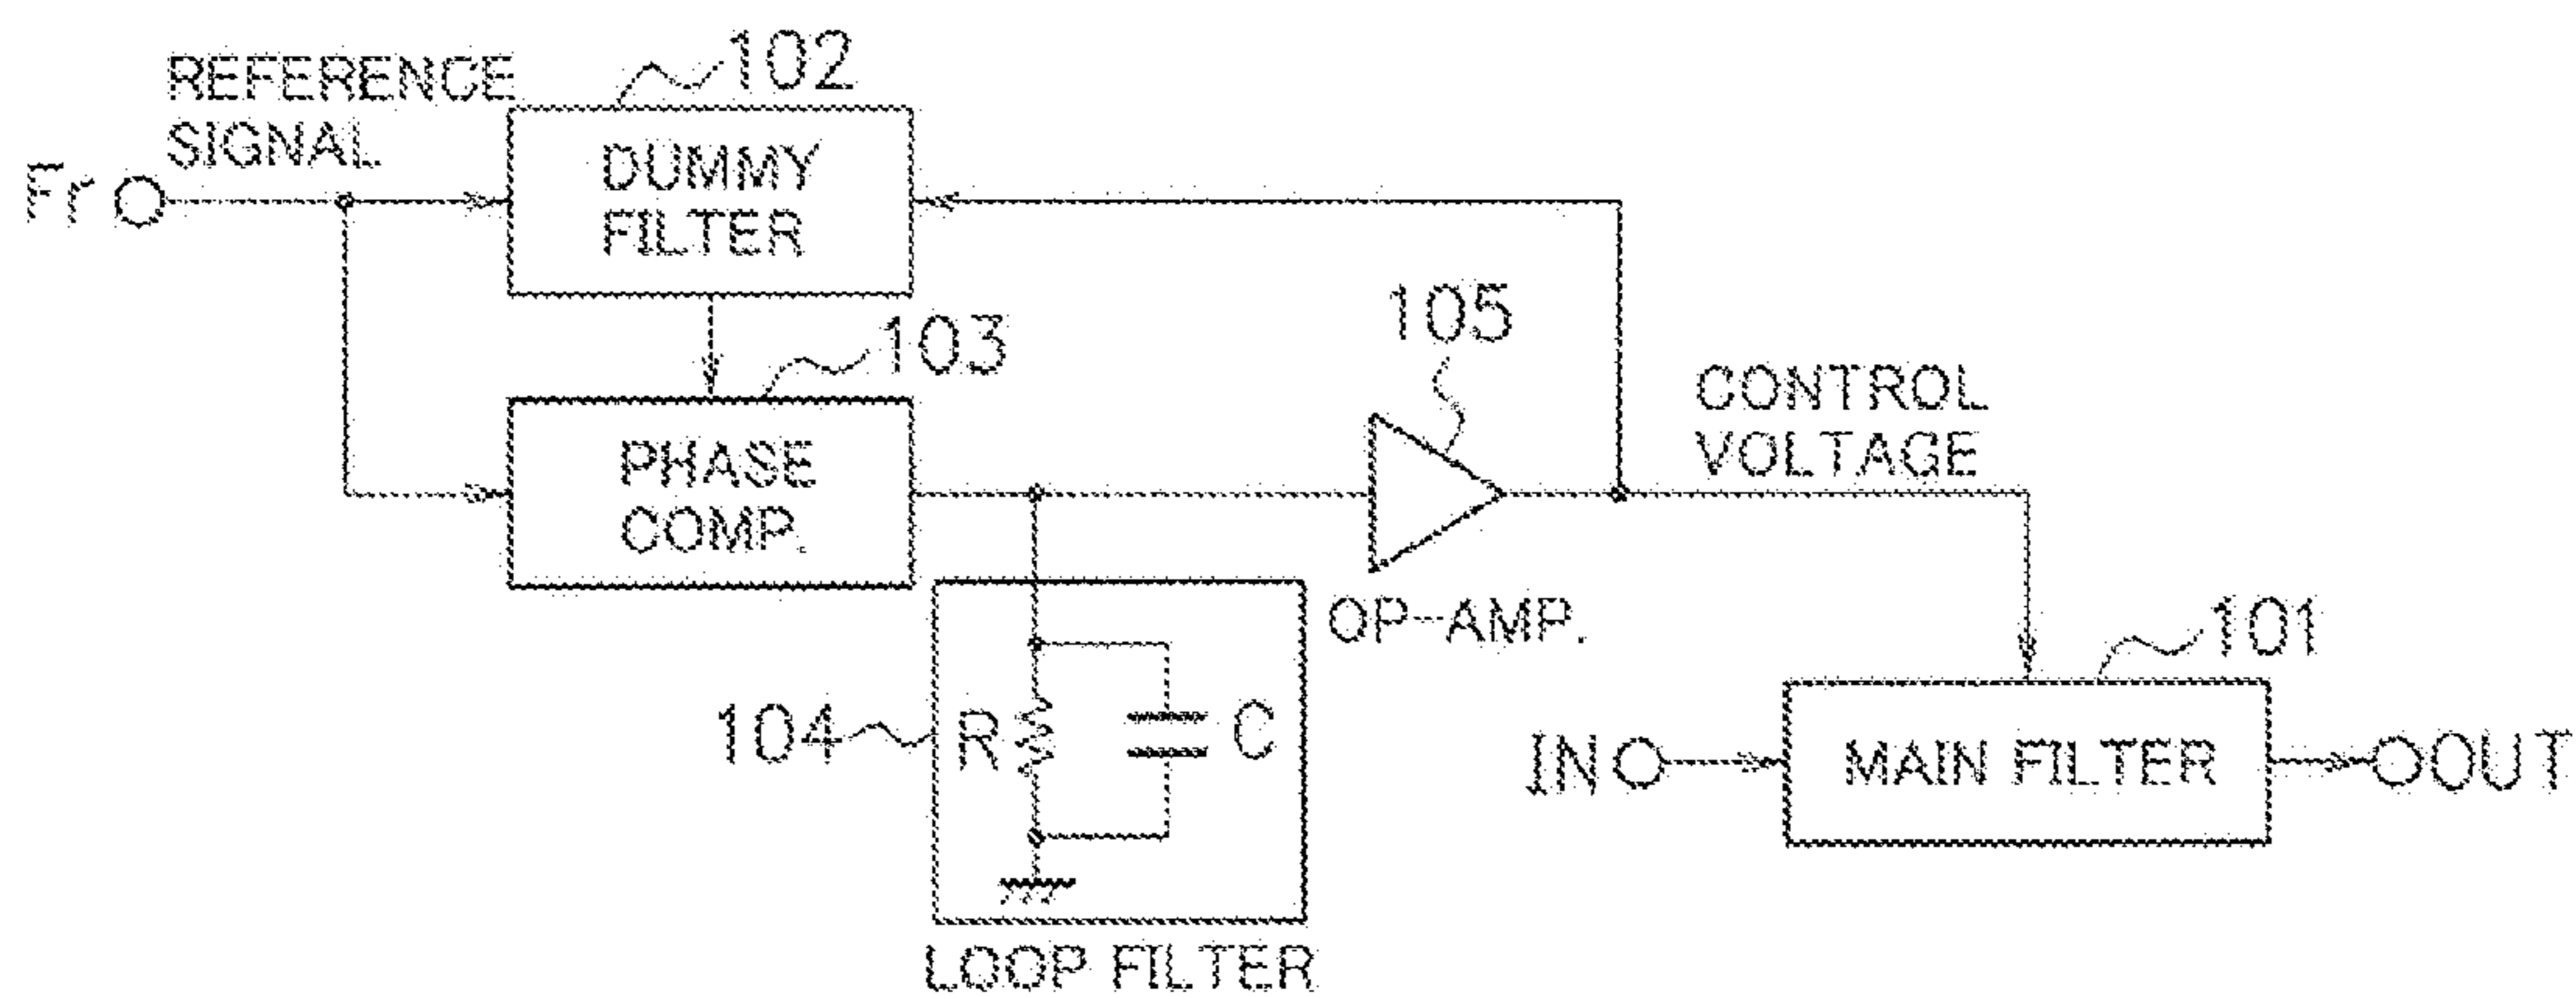 REFERENCE
SIGNAL
Fr
102
DUMMY
FILTER
103
PHASE
COMP.
105
OP-AMP.
CONTROL
VOLTAGE
104
R
C
LOOP FILTER
101
IN
MAIN FILTER
OUT